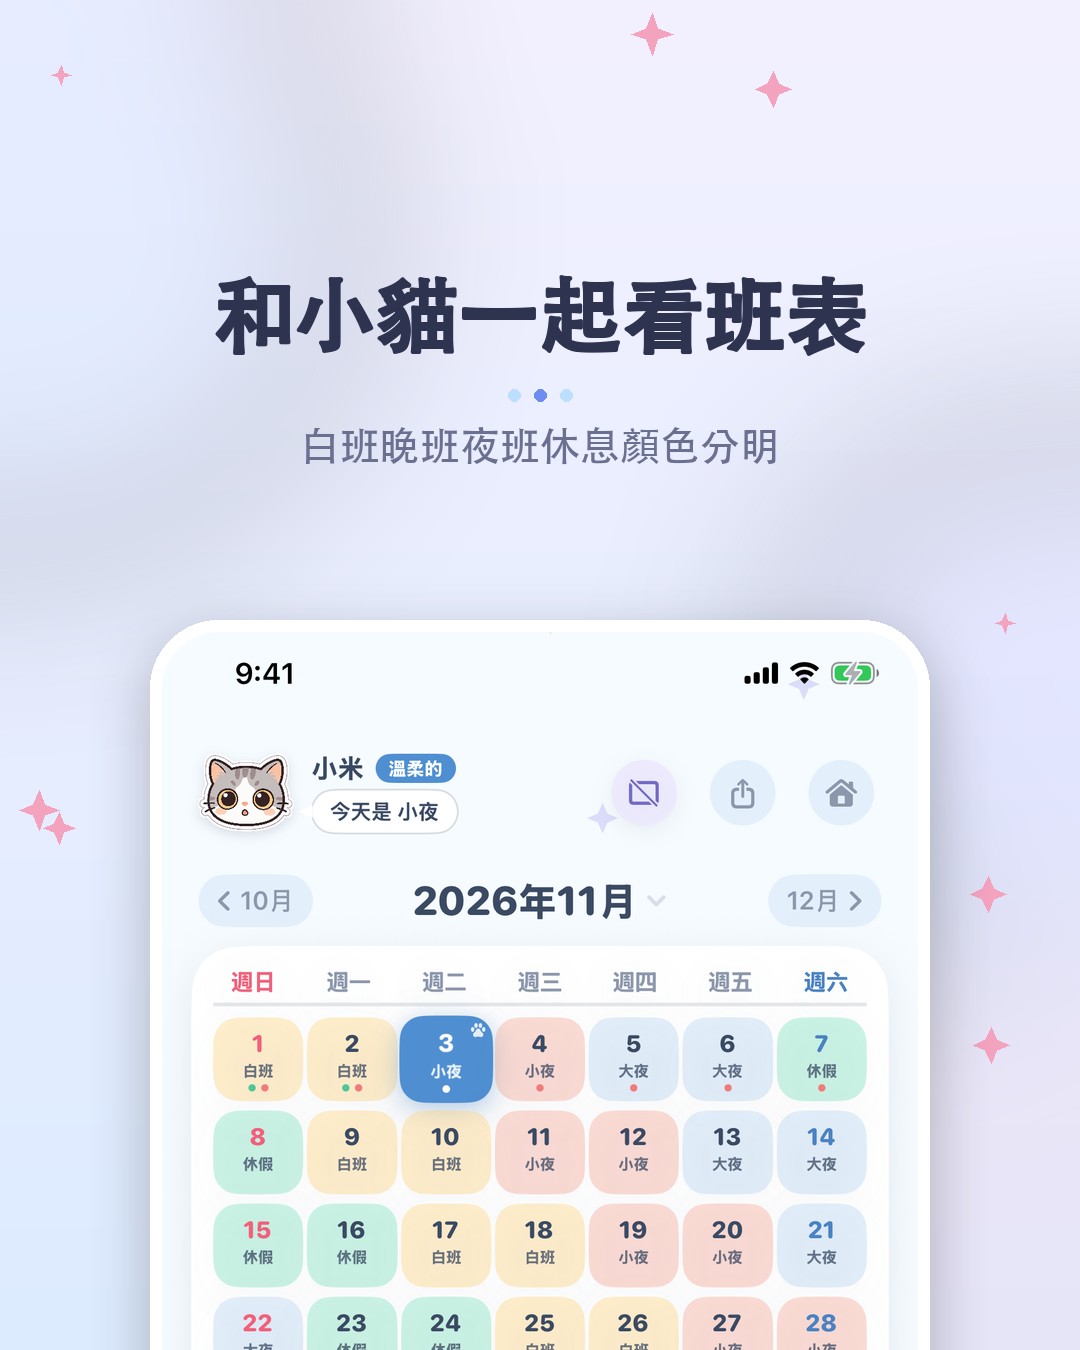 和小貓一起看班表
白班晚班夜班休息顏色分明
9:41
小米 溫柔的
今天是 小夜
10月 2026年11月 12月
週日 週一 週二 週三 週四 週五 週六
1 2 3 4 5 6 7
白班 白班 小夜 小夜 大夜 大夜 休假
8 9 10 11 12 13 14
休假 白班 白班 小夜 小夜 大夜 大夜
15 16 17 18 19 20 21
休假 休假 白班 白班 小夜 小夜 大夜
22 23 24 25 26 27 28